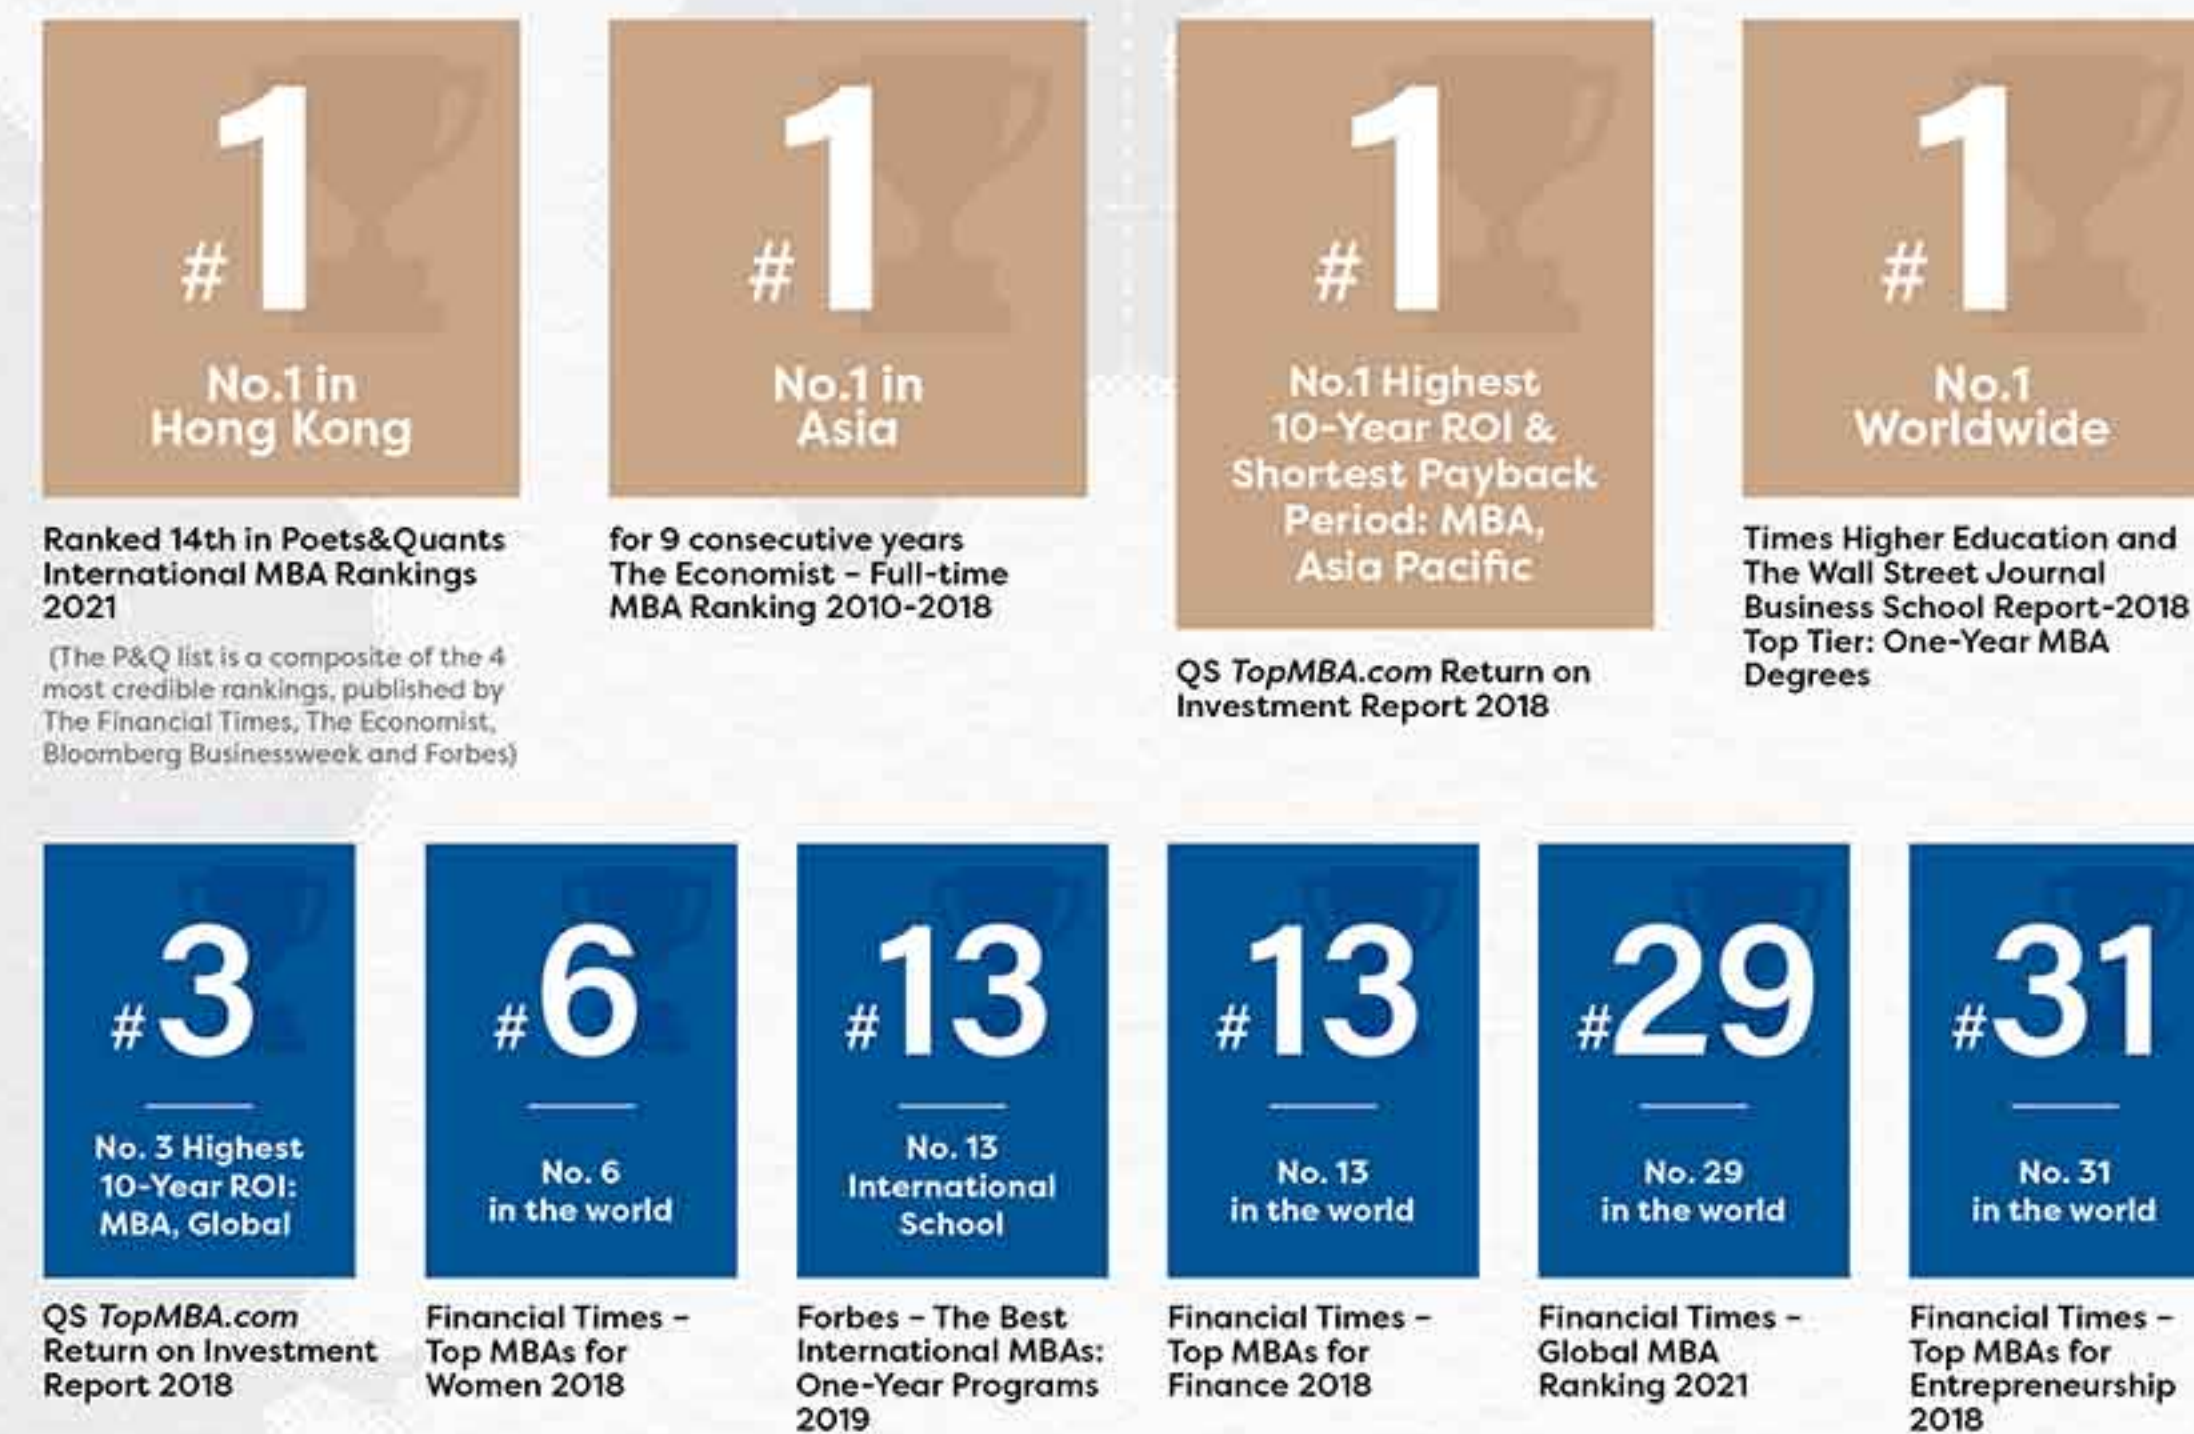 #1
No.1 in
Hong Kong
Ranked 14th in Poets&Quants
International MBA Rankings
2021
(The P&Q list is a composite of the 4
most credible rankings, published by
The Financial Times, The Economist,
Bloomberg Businessweek and Forbes)
#1
No.1 in
Asia
for 9 consecutive years
The Economist – Full-time
MBA Ranking 2010-2018
#1
No.1 Highest
10-Year ROI &
Shortest Payback
Period: MBA,
Asia Pacific
QS TopMBA.com Return on
Investment Report 2018
#1
No.1
Worldwide
Times Higher Education and
The Wall Street Journal
Business School Report-2018
Top Tier: One-Year MBA
Degrees
#3
No. 3 Highest
10-Year ROI:
MBA, Global
QS TopMBA.com
Return on Investment
Report 2018
#6
No. 6
in the world
Financial Times –
Top MBAs for
Women 2018
#13
No. 13
International
School
Forbes – The Best
International MBAs:
One-Year Programs
2019
#13
No. 13
in the world
Financial Times –
Top MBAs for
Finance 2018
#29
No. 29
in the world
Financial Times –
Global MBA
Ranking 2021
#31
No. 31
in the world
Financial Times –
Top MBAs for
Entrepreneurship
2018